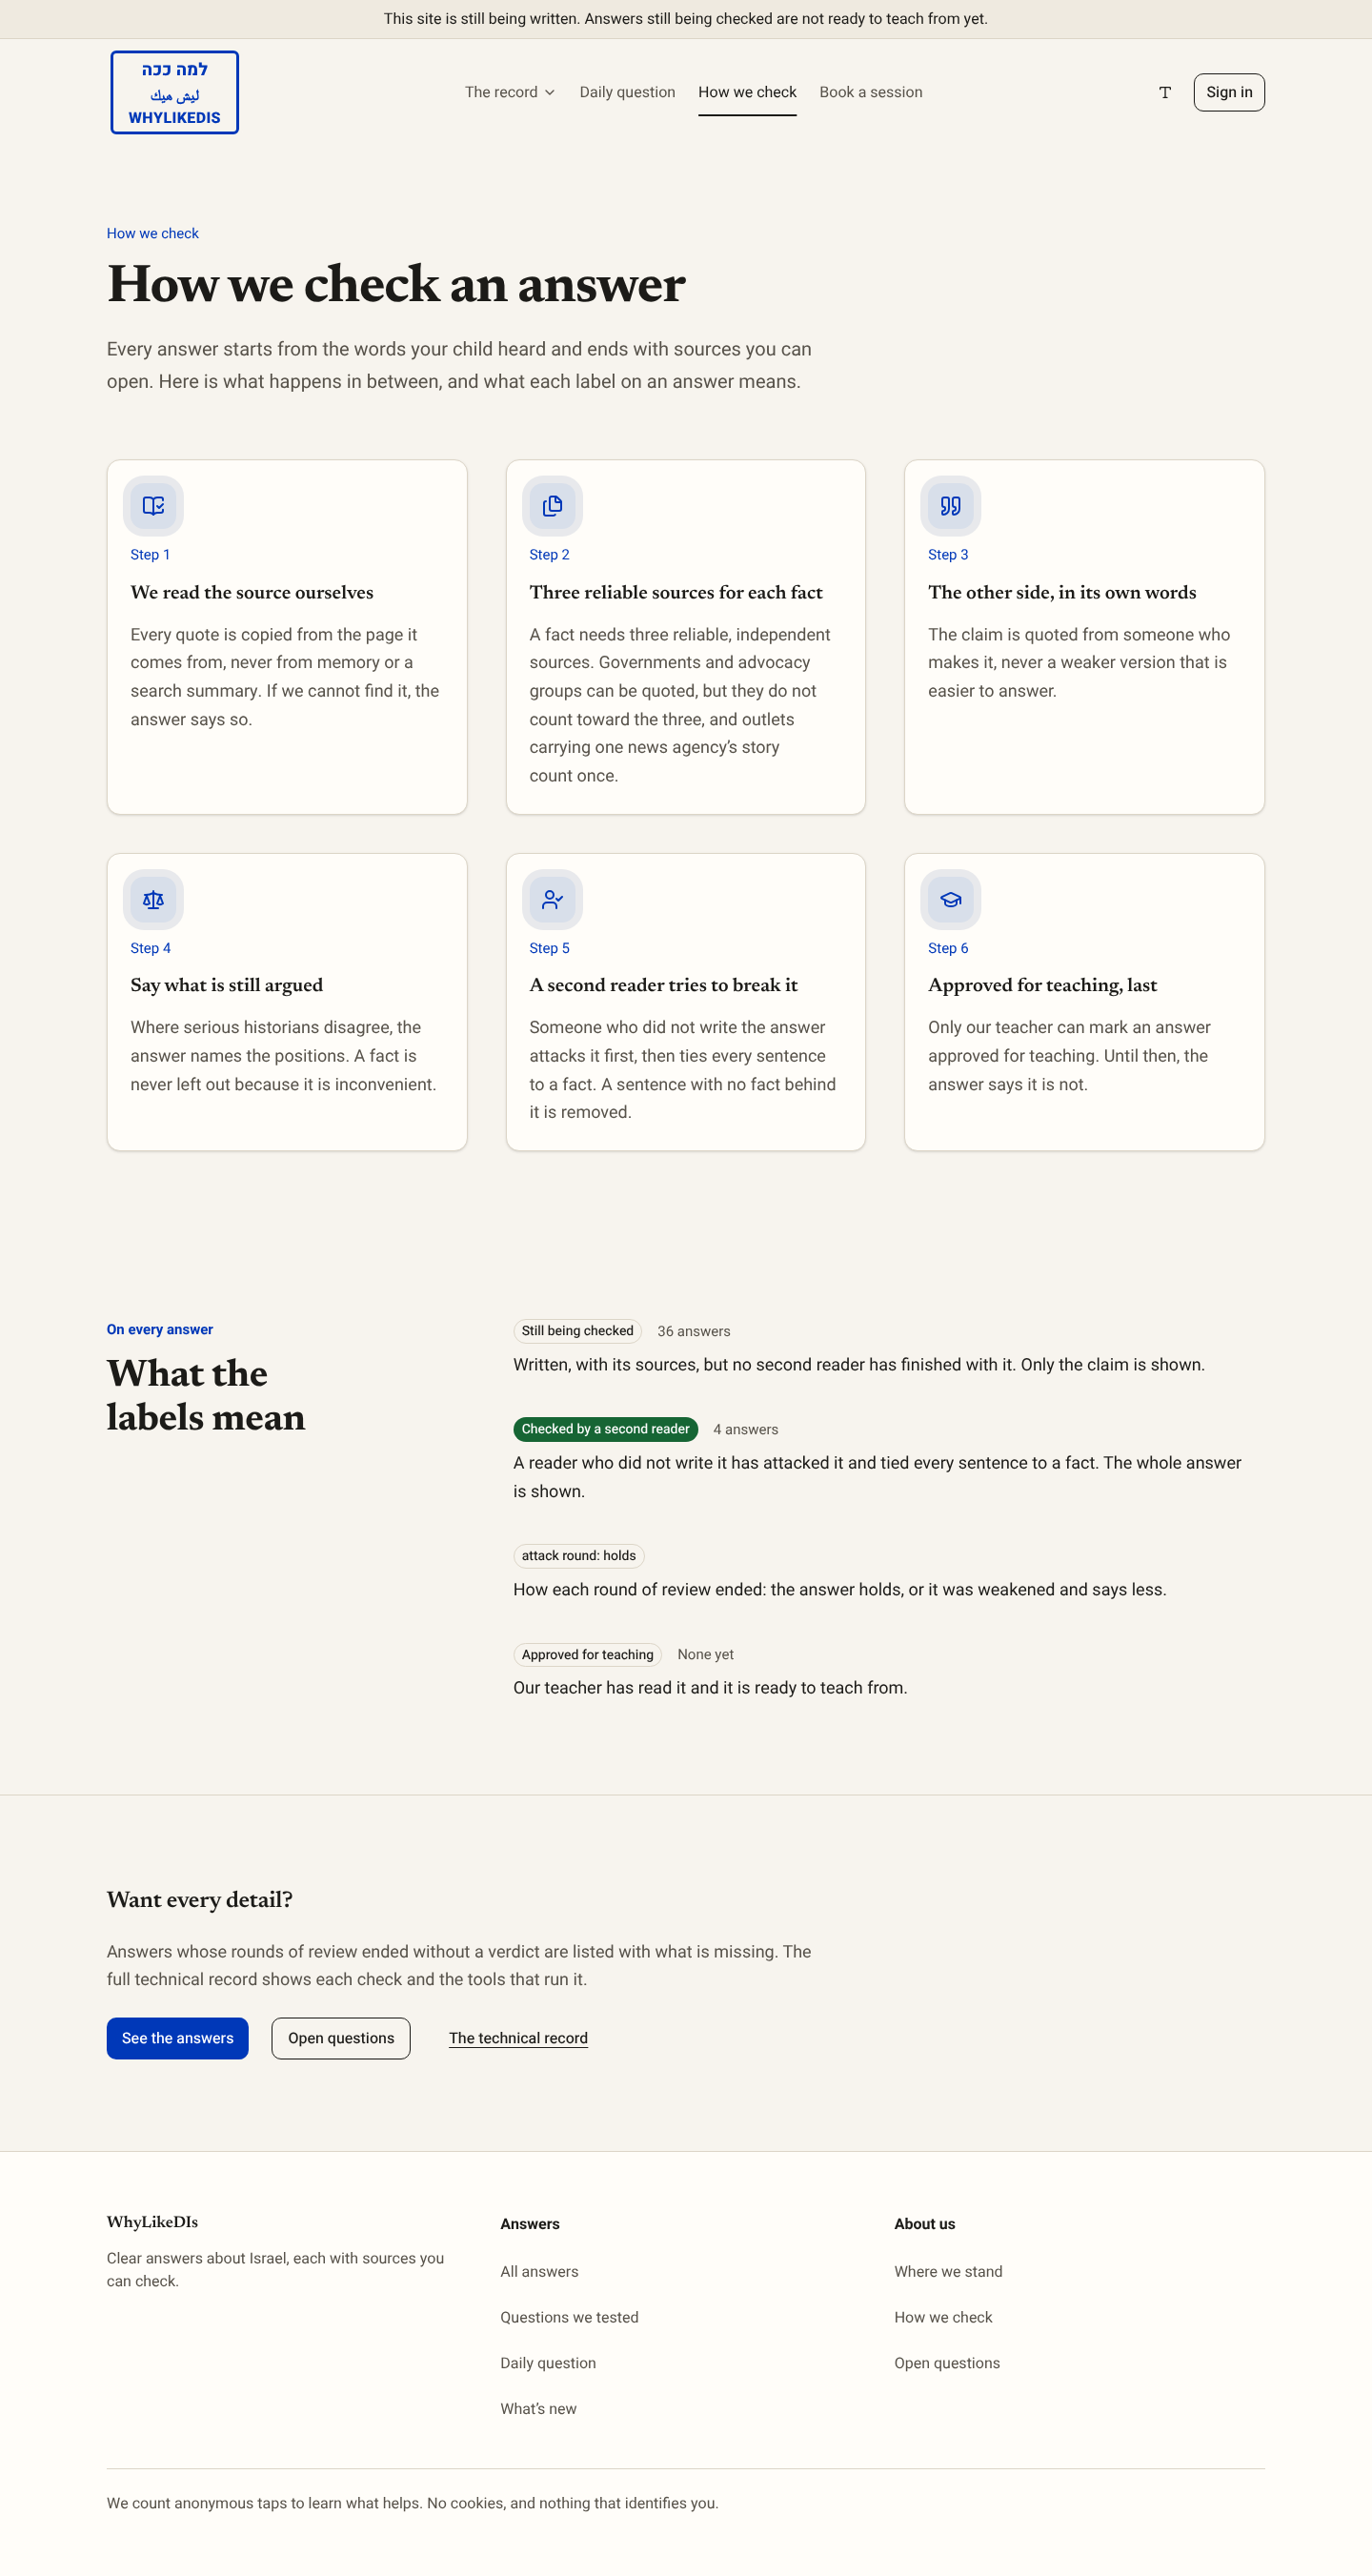 This site is still being written. Answers still being checked are not ready to teach from yet.
למה ככה
ليش هيك
WHYLIKEDIS
The record
Daily question
How we check
Book a session
T
Sign in
How we check
How we check an answer
Every answer starts from the words your child heard and ends with sources you can
open. Here is what happens in between, and what each label on an answer means.
Step 1
We read the source ourselves
Every quote is copied from the page it
comes from, never from memory or a
search summary. If we cannot find it, the
answer says so.
Step 2
Three reliable sources for each fact
A fact needs three reliable, independent
sources. Governments and advocacy
groups can be quoted, but they do not
count toward the three, and outlets
carrying one news agency’s story
count once.
Step 3
The other side, in its own words
The claim is quoted from someone who
makes it, never a weaker version that is
easier to answer.
Step 4
Say what is still argued
Where serious historians disagree, the
answer names the positions. A fact is
never left out because it is inconvenient.
Step 5
A second reader tries to break it
Someone who did not write the answer
attacks it first, then ties every sentence
to a fact. A sentence with no fact behind
it is removed.
Step 6
Approved for teaching, last
Only our teacher can mark an answer
approved for teaching. Until then, the
answer says it is not.
On every answer
What the
labels mean
Still being checked
36 answers
Written, with its sources, but no second reader has finished with it. Only the claim is shown.
Checked by a second reader
4 answers
A reader who did not write it has attacked it and tied every sentence to a fact. The whole answer
is shown.
attack round: holds
How each round of review ended: the answer holds, or it was weakened and says less.
Approved for teaching
None yet
Our teacher has read it and it is ready to teach from.
Want every detail?
Answers whose rounds of review ended without a verdict are listed with what is missing. The
full technical record shows each check and the tools that run it.
See the answers
Open questions
The technical record
WhyLikeDIs
Clear answers about Israel, each with sources you
can check.
Answers
All answers
Questions we tested
Daily question
What’s new
About us
Where we stand
How we check
Open questions
We count anonymous taps to learn what helps. No cookies, and nothing that identifies you.